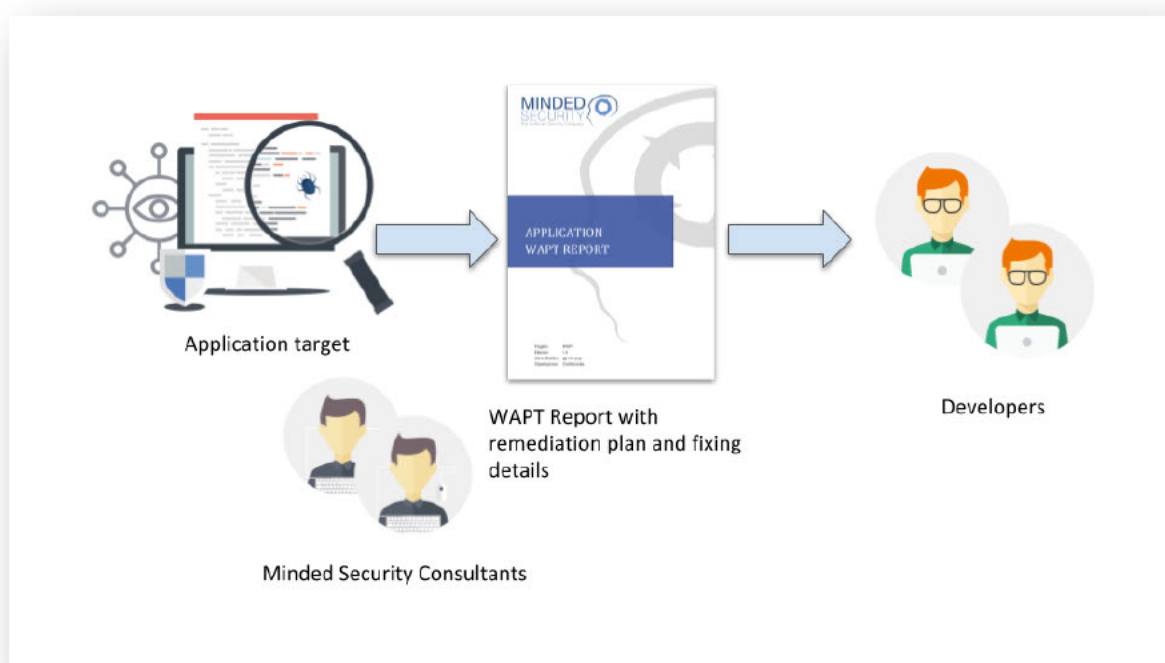 MINDED
SECURITY
APPLICATION
WAPT REPORT
Application target
WAPT Report with
remediation plan and fixing
details
Developers
Minded Security Consultants